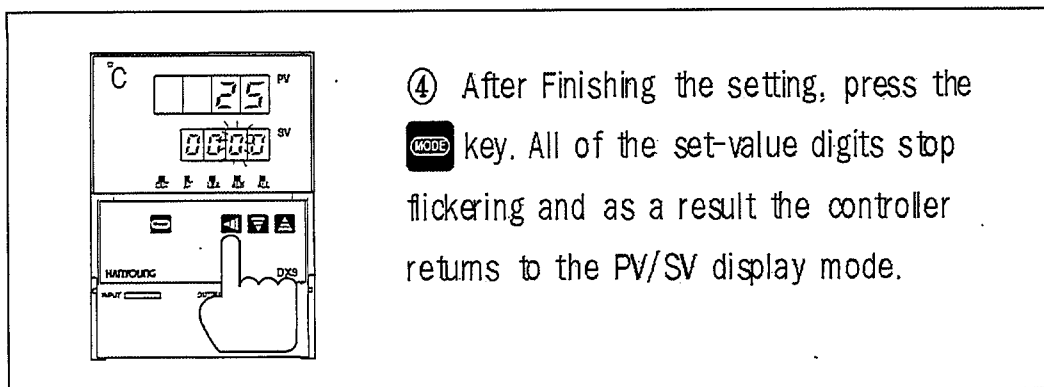 °C
25 PV
0000 SV
HANYOUNG
DX9
INPUT
④ After Finishing the setting, press the
MODE key. All of the set-value digits stop
flickering and as a result the controller
returns to the PV/SV display mode.